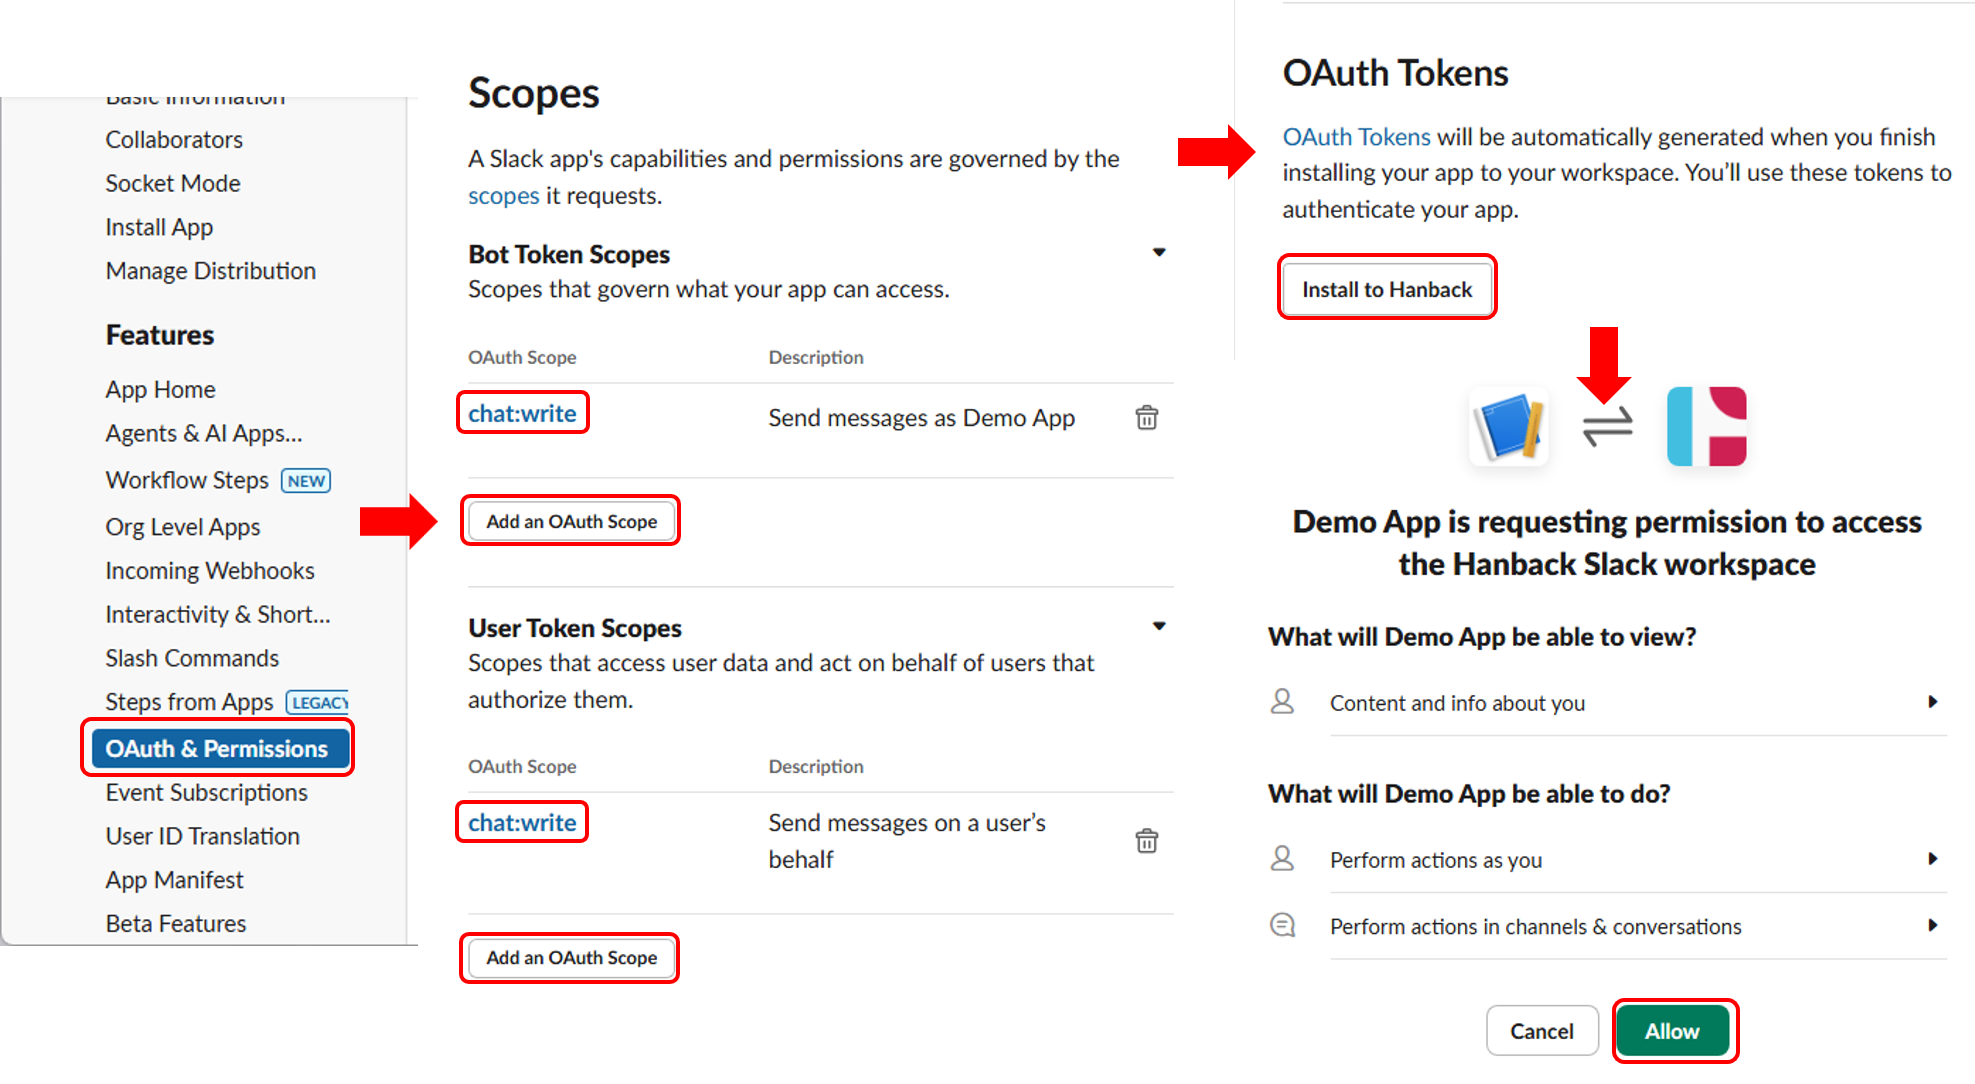 Basic Information
Collaborators
Socket Mode
Install App
Manage Distribution
Features
App Home
Agents & AI Apps...
Workflow Steps NEW
Org Level Apps
Incoming Webhooks
Interactivity & Short...
Slash Commands
Steps from Apps LEGACY
OAuth & Permissions
Event Subscriptions
User ID Translation
App Manifest
Beta Features
Scopes
A Slack app's capabilities and permissions are governed by the
scopes it requests.
Bot Token Scopes
Scopes that govern what your app can access.
OAuth Scope Description
chat:write Send messages as Demo App
Add an OAuth Scope
User Token Scopes
Scopes that access user data and act on behalf of users that
authorize them.
OAuth Scope Description
chat:write Send messages on a user’s
behalf
Add an OAuth Scope
OAuth Tokens
OAuth Tokens will be automatically generated when you finish
installing your app to your workspace. You’ll use these tokens to
authenticate your app.
Install to Hanback
Demo App is requesting permission to access
the Hanback Slack workspace
What will Demo App be able to view?
Content and info about you
What will Demo App be able to do?
Perform actions as you
Perform actions in channels & conversations
Cancel Allow